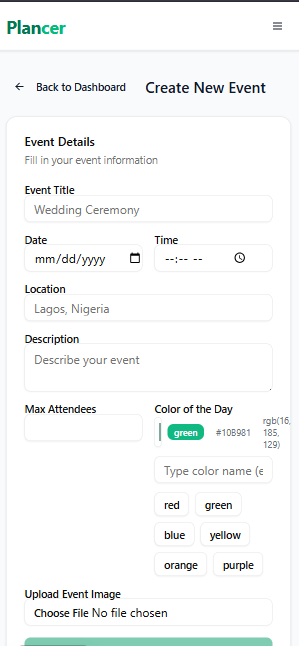 Plancer
Back to Dashboard Create New Event
Event Details
Fill in your event information
Event Title
Wedding Ceremony
Date Time
mm/dd/yyyy --:-- --
Location
Lagos, Nigeria
Description
Describe your event
Max Attendees Color of the Day
green #10B981 rgb(16,
185,
129)
Type color name (e
red green
blue yellow
orange purple
Upload Event Image
Choose File No file chosen